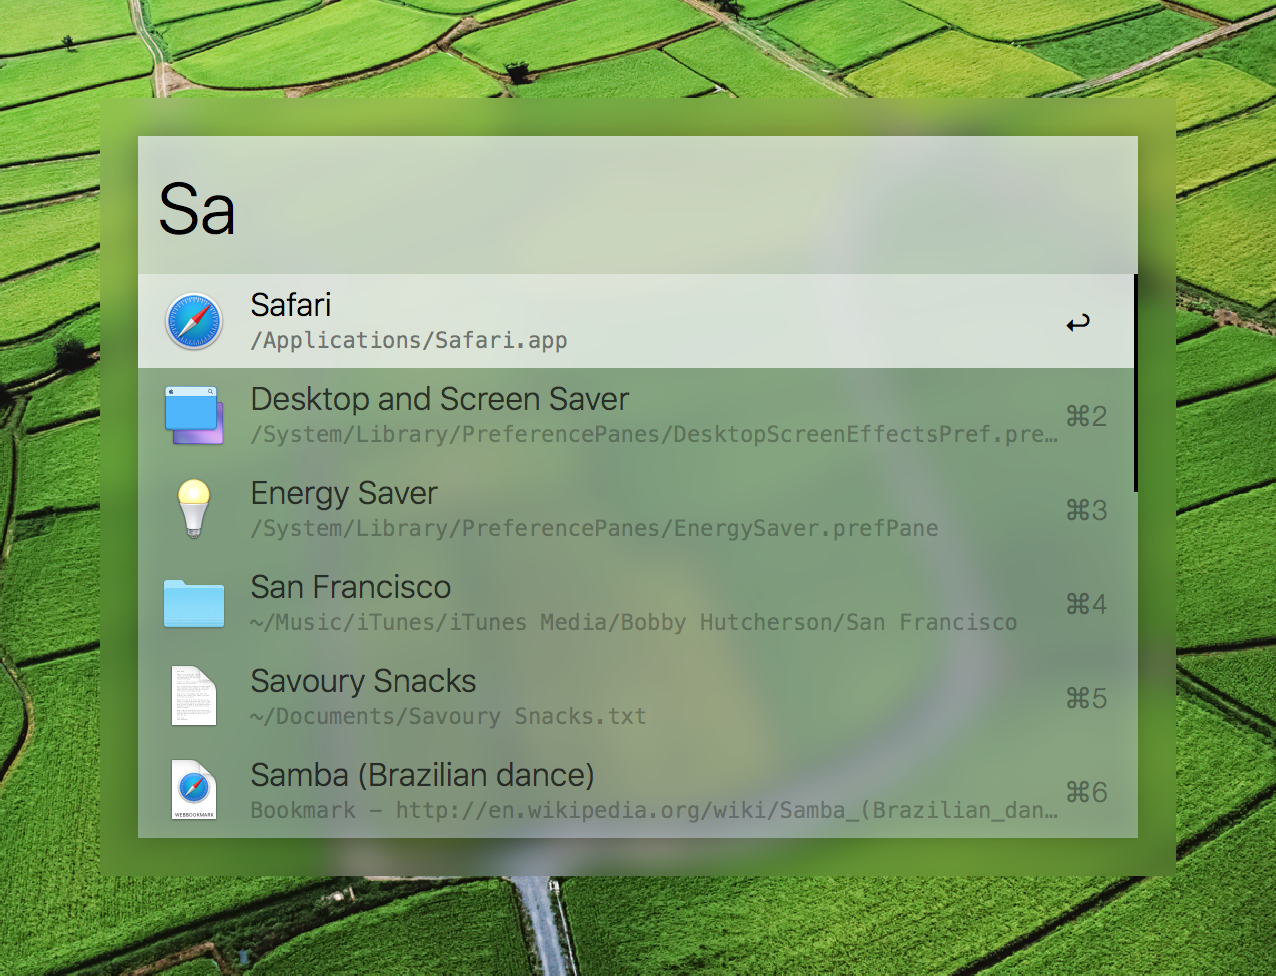 Sa
Safari
/Applications/Safari.app
↩
Desktop and Screen Saver
/System/Library/PreferencePanes/DesktopScreenEffectsPref.pre…
⌘2
Energy Saver
/System/Library/PreferencePanes/EnergySaver.prefPane
⌘3
San Francisco
~/Music/iTunes/iTunes Media/Bobby Hutcherson/San Francisco
⌘4
Savoury Snacks
~/Documents/Savoury Snacks.txt
⌘5
Samba (Brazilian dance)
Bookmark – http://en.wikipedia.org/wiki/Samba_(Brazilian_dan…
⌘6
WEBBOOKMARK